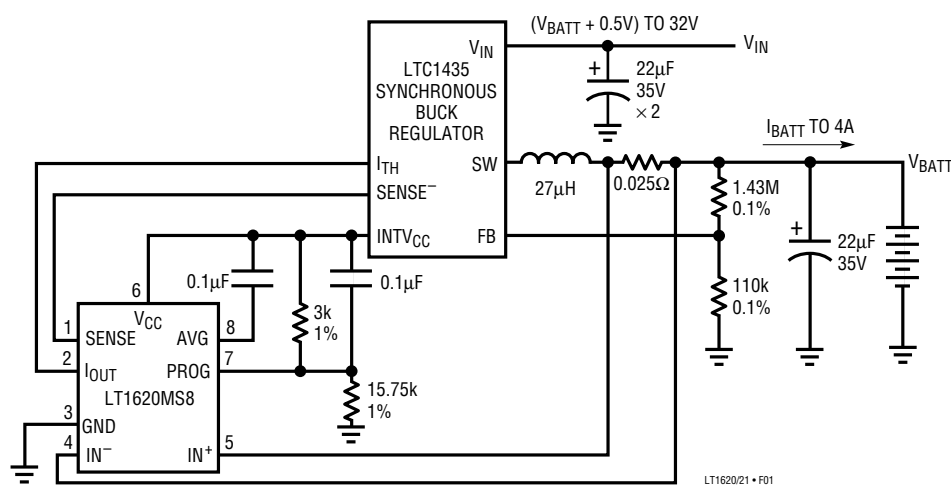 (VBATT + 0.5V) TO 32V
VIN
VIN
LTC1435
SYNCHRONOUS
BUCK
REGULATOR
+
22µF
35V
× 2
IBATT TO 4A
ITH
SW
VBATT
SENSE−
27µH
0.025Ω
1.43M
0.1%
INTVCC
FB
+
22µF
35V
0.1µF
0.1µF
110k
0.1%
6
VCC
3k
1%
1
SENSE
AVG
8
2
IOUT
PROG
7
LT1620MS8
15.75k
1%
3
GND
4
IN−
IN+
5
LT1620/21 • F01